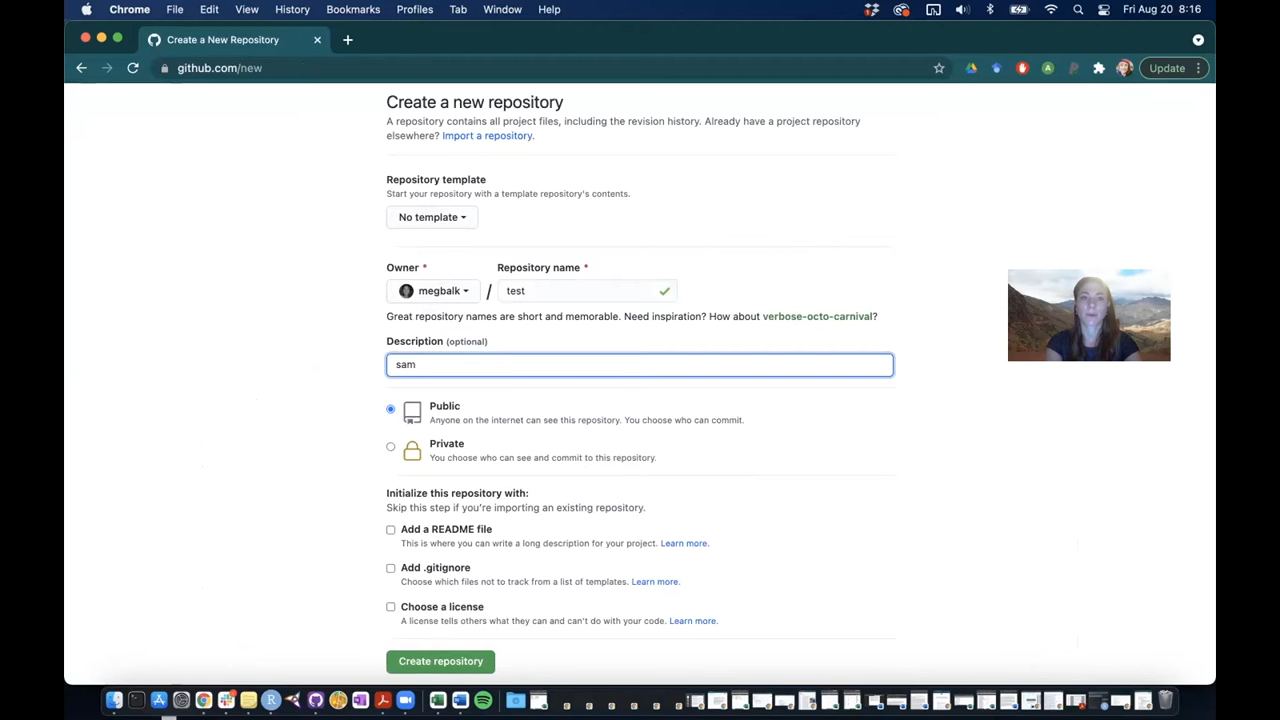 Chrome File Edit View History Bookmarks Profiles Tab Window Help Fri Aug 20 8:16
Create a New Repository
github.com/new Update
Create a new repository
A repository contains all project files, including the revision history. Already have a project repository
elsewhere? Import a repository.
Repository template
Start your repository with a template repository's contents.
No template
Owner * Repository name *
megbalk / test
Great repository names are short and memorable. Need inspiration? How about verbose-octo-carnival?
Description (optional)
sam
Public
Anyone on the internet can see this repository. You choose who can commit.
Private
You choose who can see and commit to this repository.
Initialize this repository with:
Skip this step if you're importing an existing repository.
Add a README file
This is where you can write a long description for your project. Learn more.
Add .gitignore
Choose which files not to track from a list of templates. Learn more.
Choose a license
A license tells others what they can and can't do with your code. Learn more.
Create repository